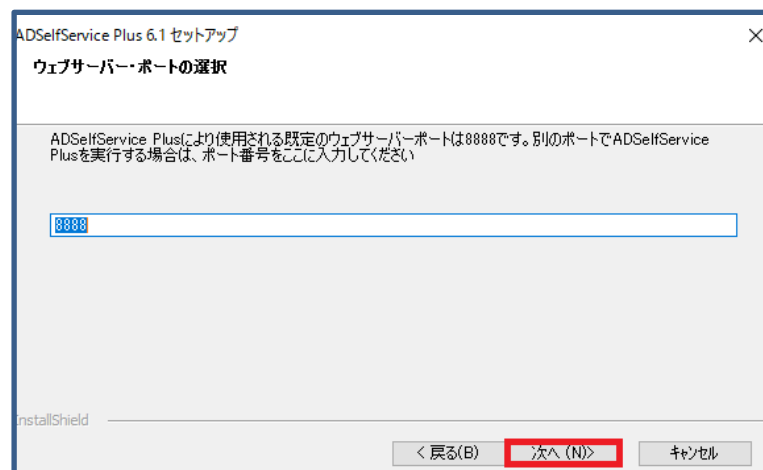 ADSelfService Plus 6.1 セットアップ
ウェブサーバー・ポートの選択
ADSelfService Plusにより使用される既定のウェブサーバーポートは8888です。別のポートでADSelfService
Plusを実行する場合は、ポート番号をここに入力してください
8888
InstallShield
< 戻る(B) 次へ (N)> キャンセル